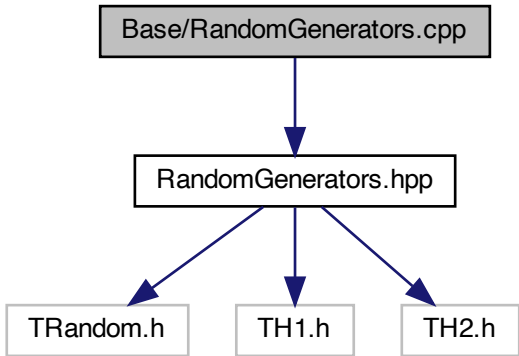 Base/RandomGenerators.cpp
RandomGenerators.hpp
TRandom.h
TH1.h
TH2.h